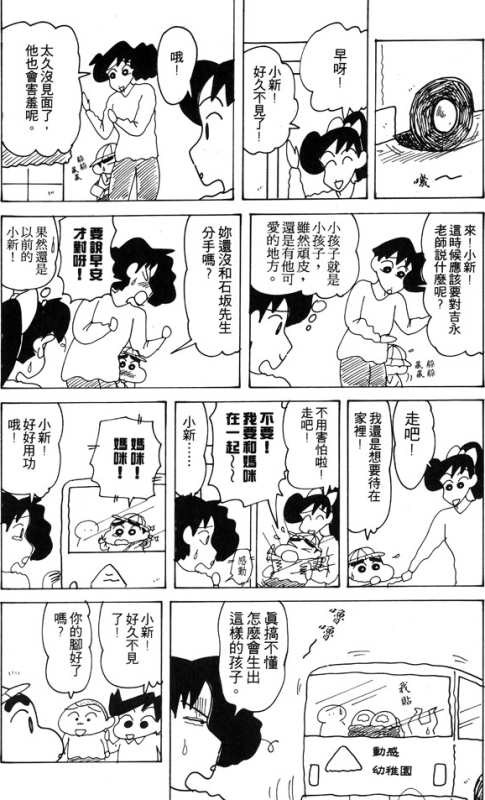 嘰｜
早呀！
小新！
好久不見了！
哦！
太久沒見面了，
他也會害羞呢。
來！小新！
這時候應該要對吉永
老師說什麼呢？
小孩子就是
小孩子，
雖然頑皮，
還是有他可
愛的地方。
妳還沒和石坂先生
分手嗎？
要說早安
才對呀！
果然還是
以前的
小新！
走吧！
我還是想要待在
家裡！
不用害怕啦！
走吧！
不要！
我要和媽咪
在一起～～
小新……
感動
媽咪！
媽咪！
小新！
好好用功
哦！
嚕
嚕
我
貼
動感
幼稚園
真搞不懂
怎麼會生出
這樣的孩子。
小新！
好久不見
了！
你的腳好了
嗎？